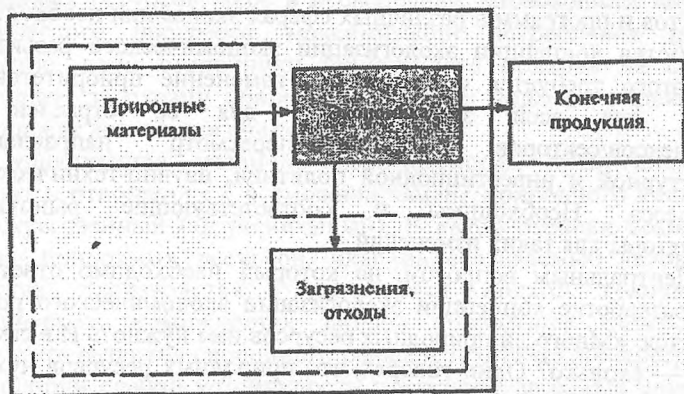 Природные
материалы
Конечная
продукция
Загрязнения,
отходы